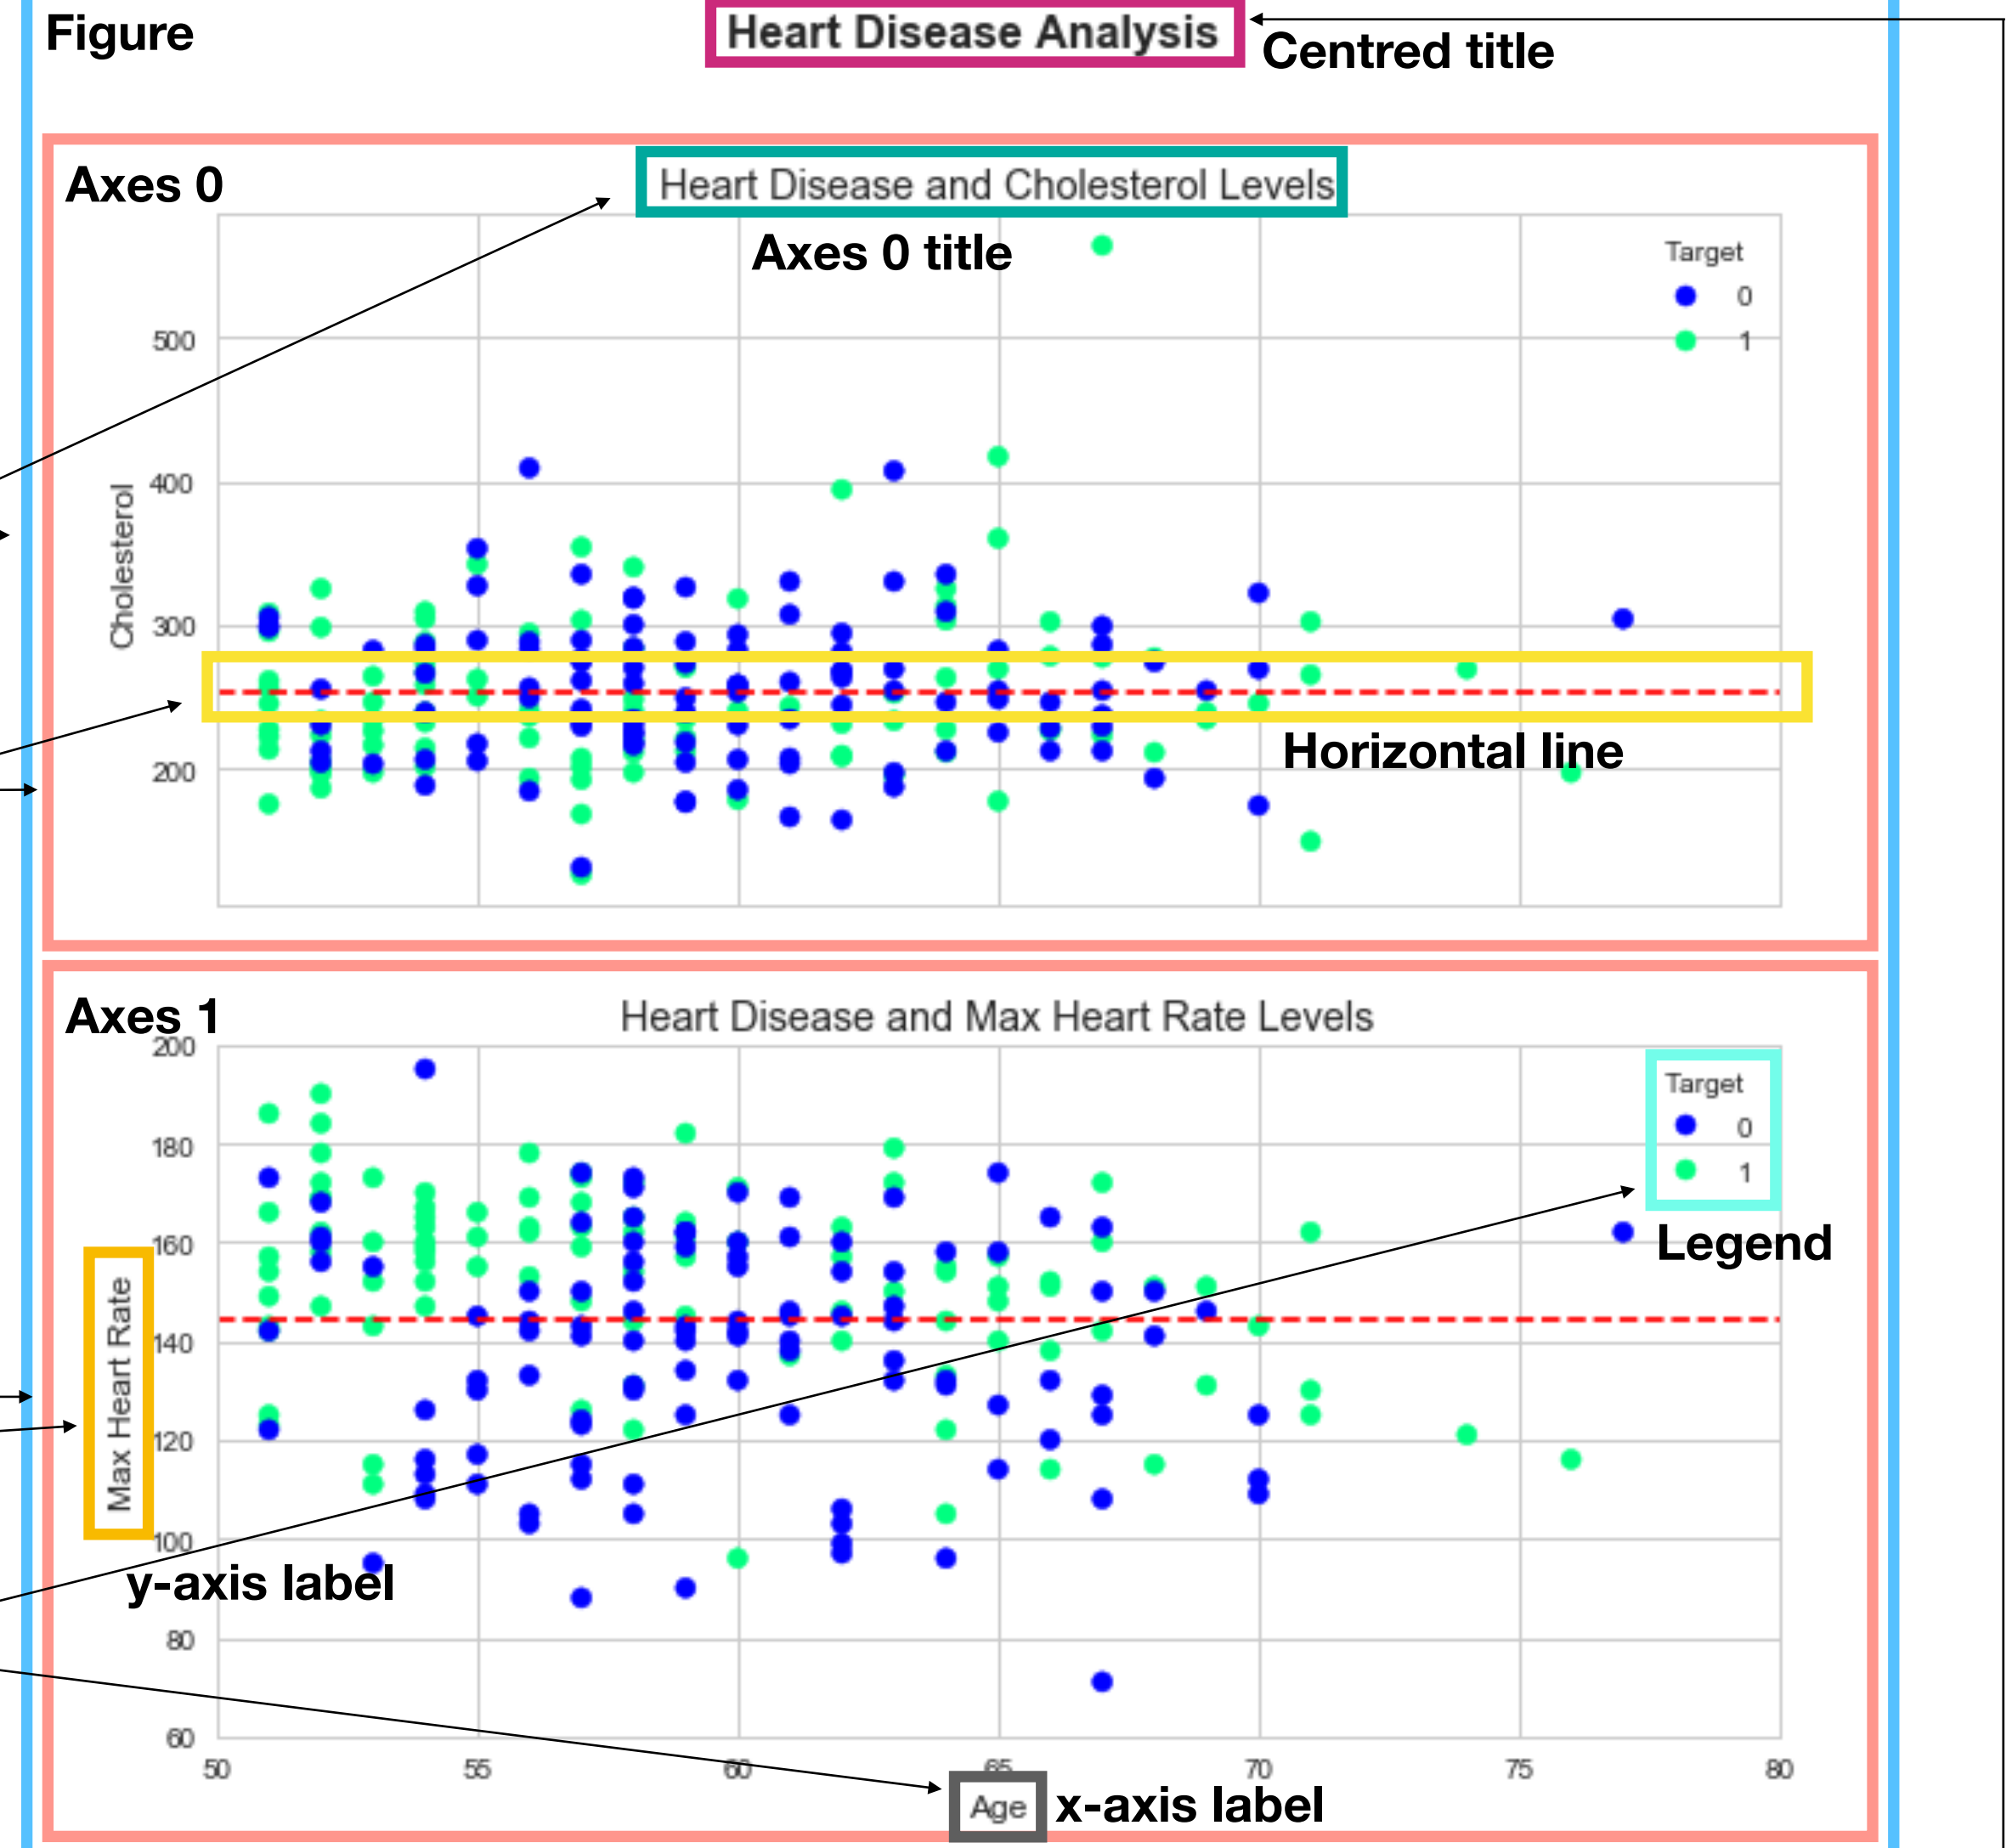 Figure
Heart Disease Analysis
Centred title
Axes 0
Heart Disease and Cholesterol Levels
Axes 0 title
Target
0
1
500
400
300
200
Cholesterol
Horizontal line
Axes 1
Heart Disease and Max Heart Rate Levels
Target
0
1
Legend
200
180
160
140
120
100
80
60
Max Heart Rate
y-axis label
50 55 60 65 70 75 80
Age
x-axis label